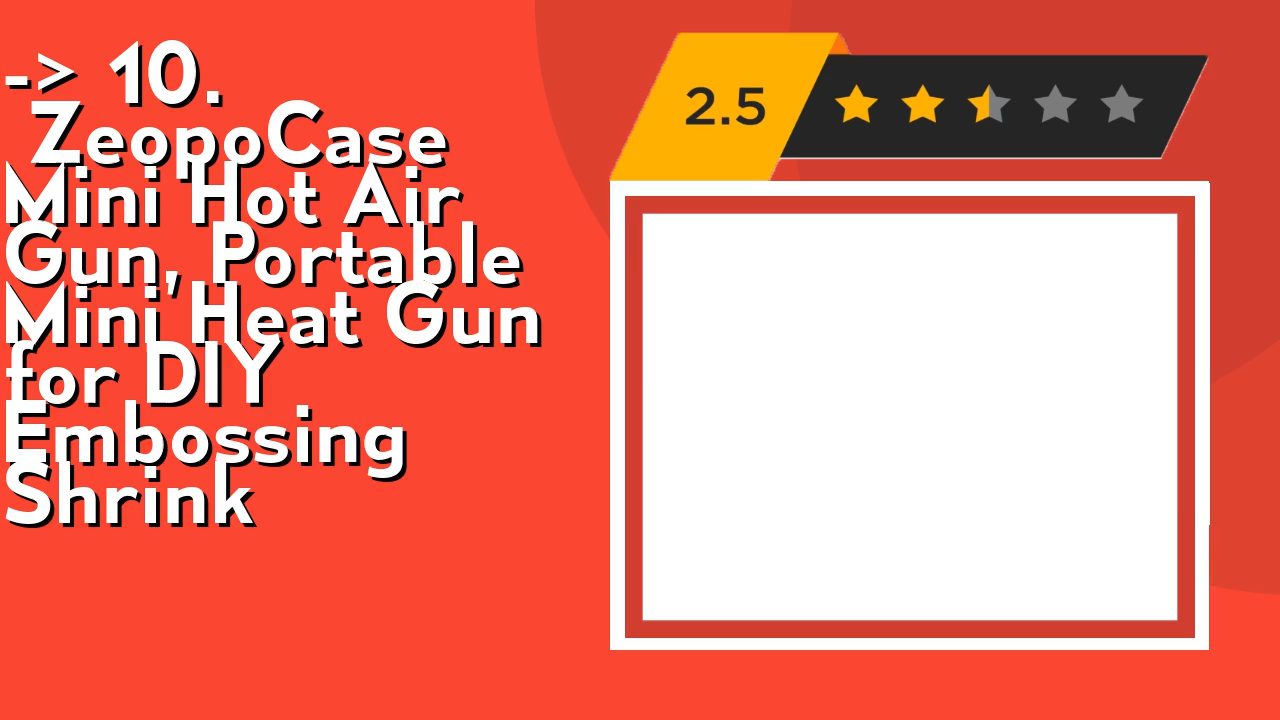 -> 10.
ZeopoCase
Mini Hot Air
Gun, Portable
Mini Heat Gun
for DIY
Embossing
Shrink
2.5